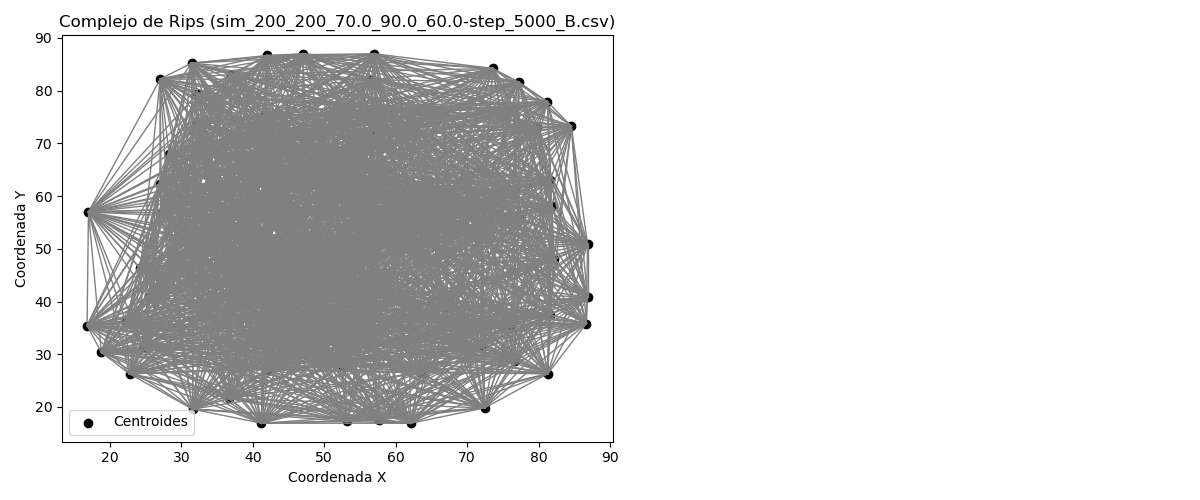 Complejo de Rips (sim_200_200_70.0_90.0_60.0-step_5000_B.csv)
90
80
70
60
50
40
30
20
Coordenada Y
Centroides
20 30 40 50 60 70 80 90
Coordenada X